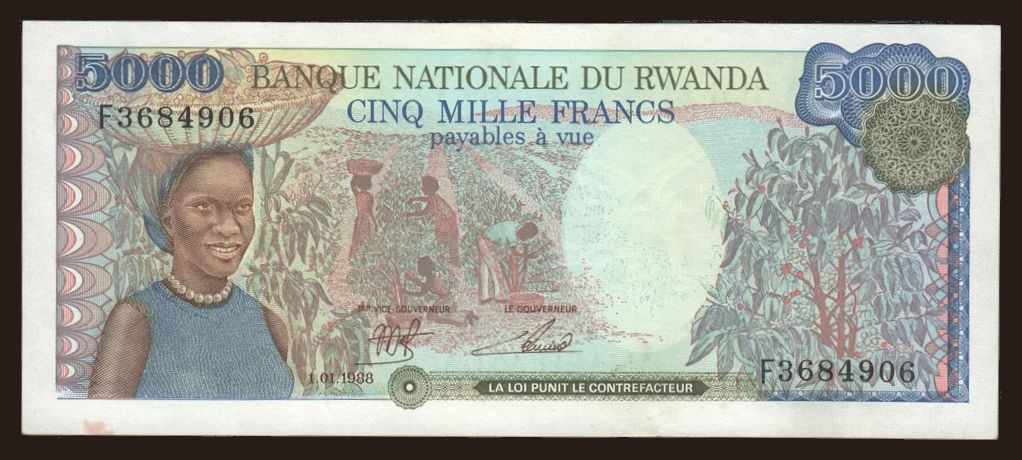 5000 BANQUE NATIONALE DU RWANDA 5000
F3684906 CINQ MILLE FRANCS
payables à vue
1ER VICE-GOUVERNEUR LE GOUVERNEUR
1.01.1988
LA LOI PUNIT LE CONTREFACTEUR
F3684906